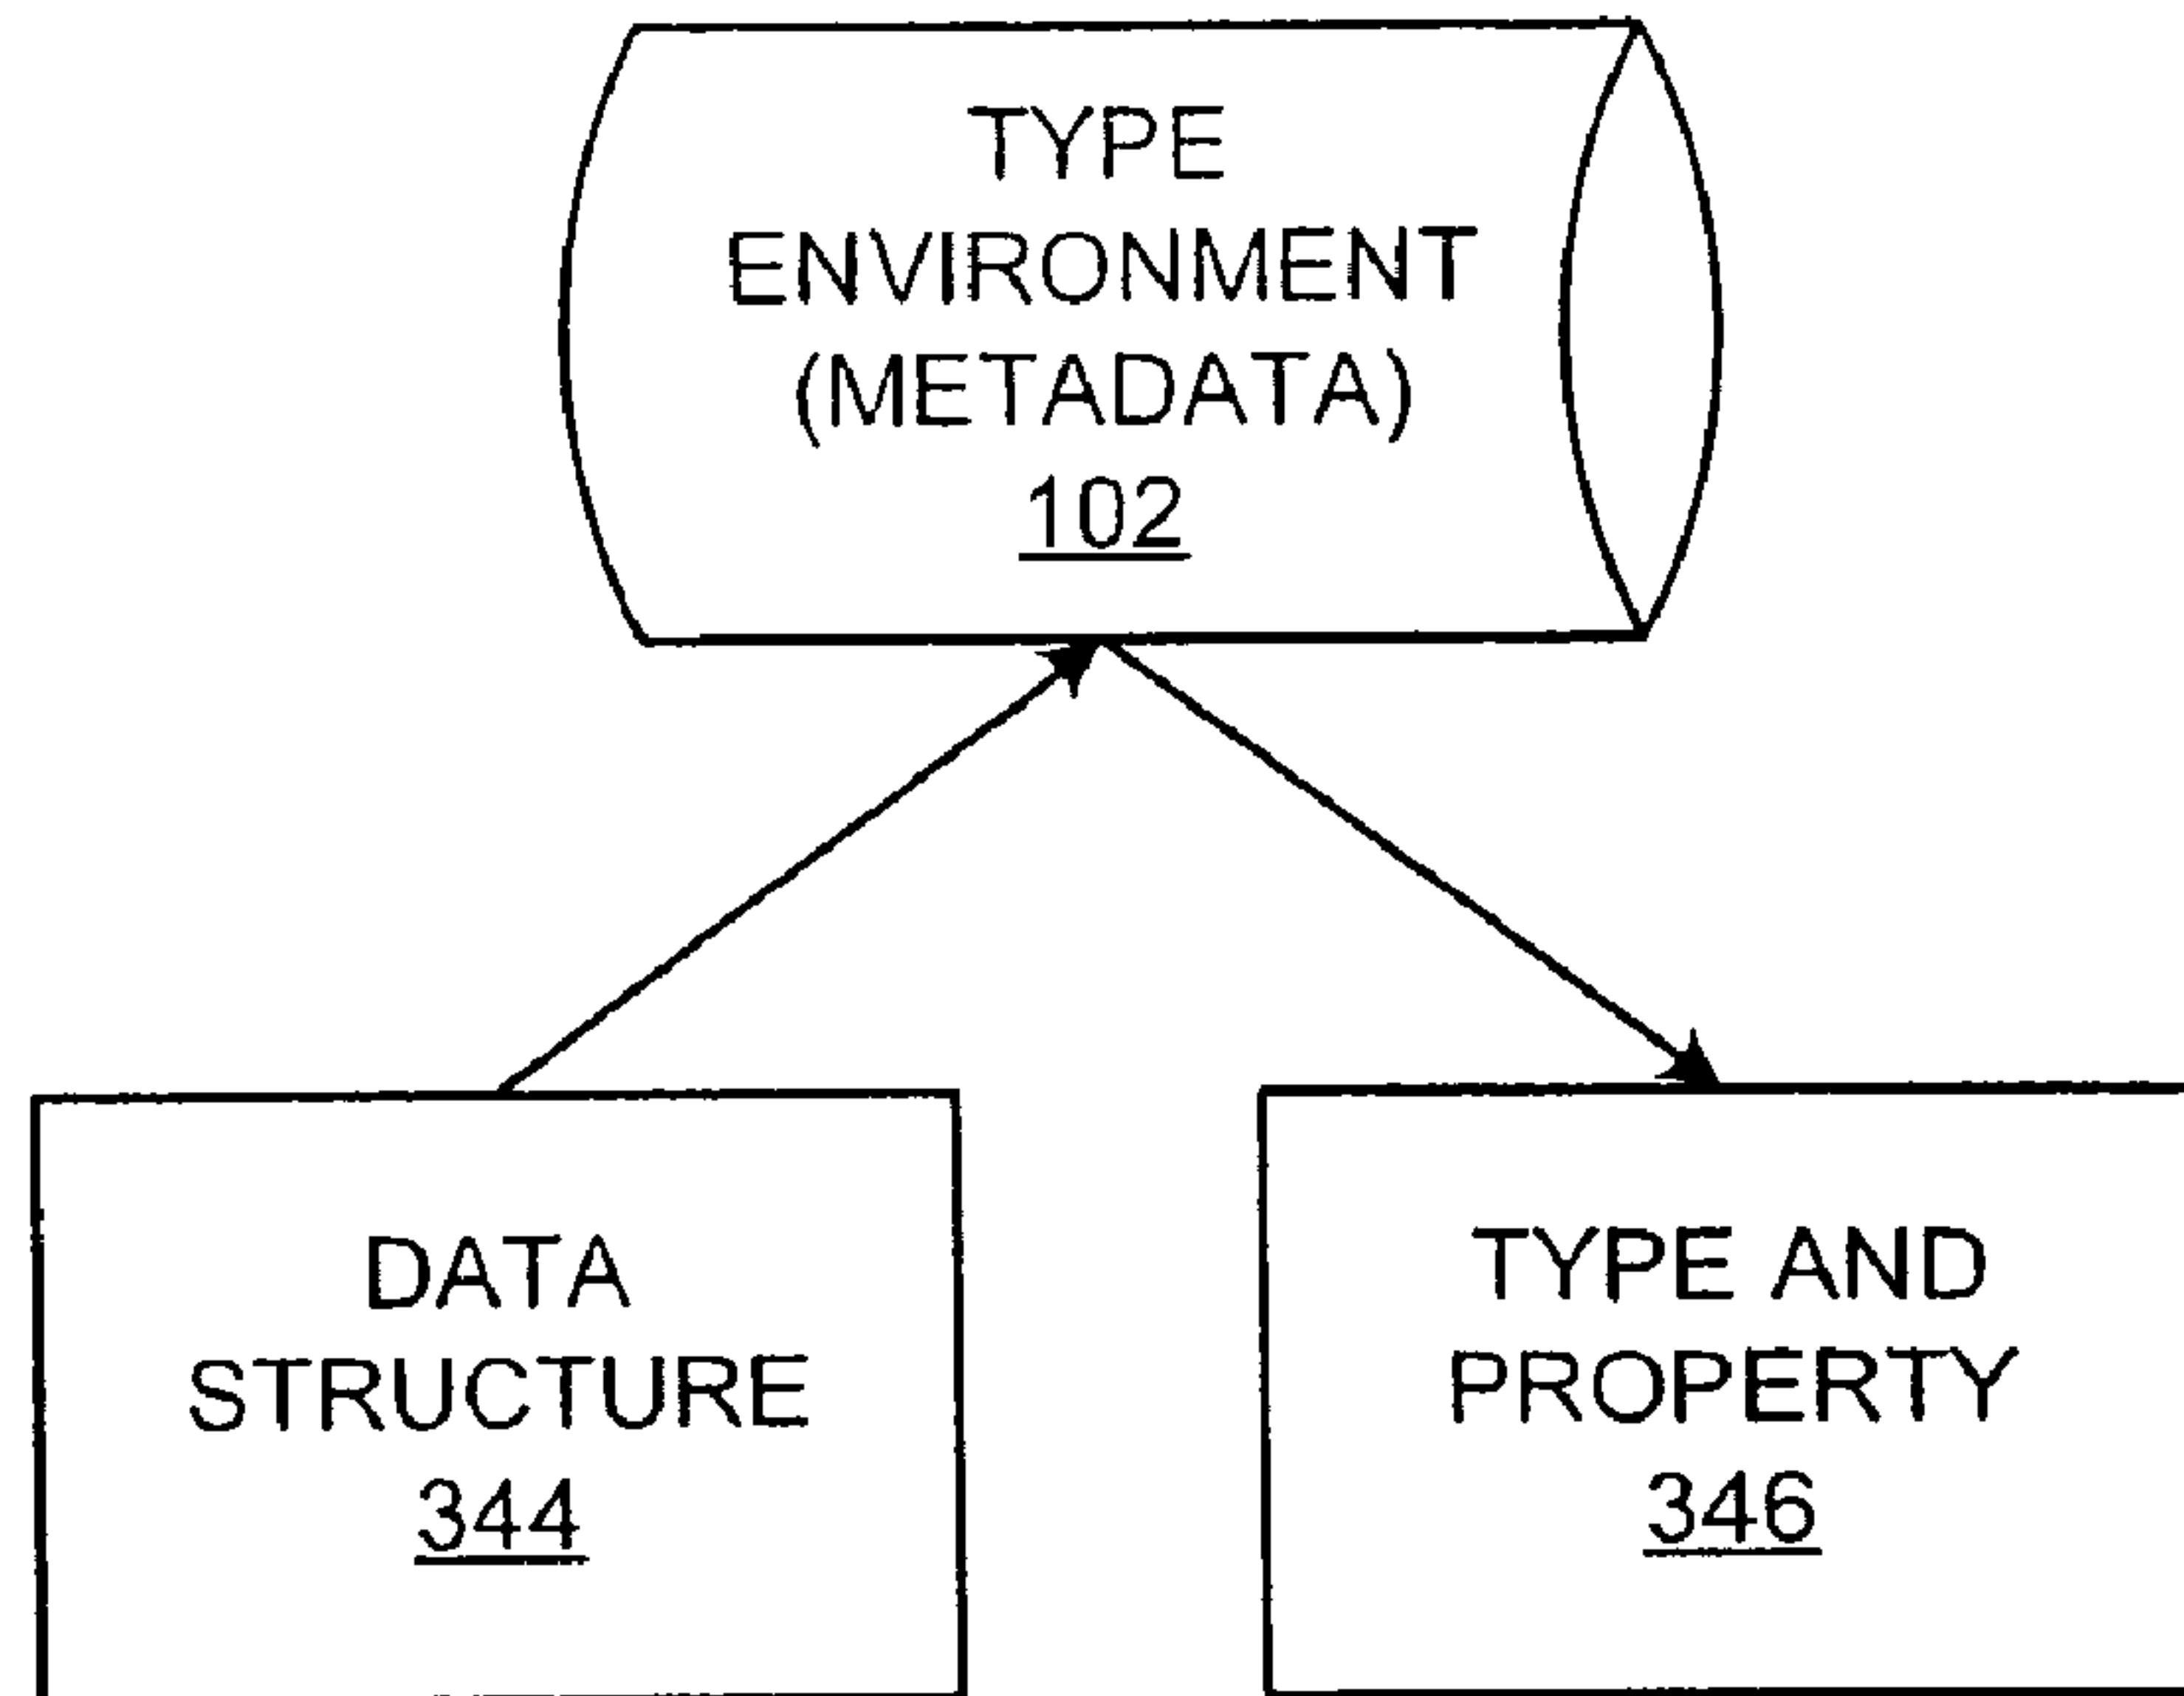 TYPE
ENVIRONMENT
(METADATA)
102
DATA
STRUCTURE
344
TYPE AND
PROPERTY
346